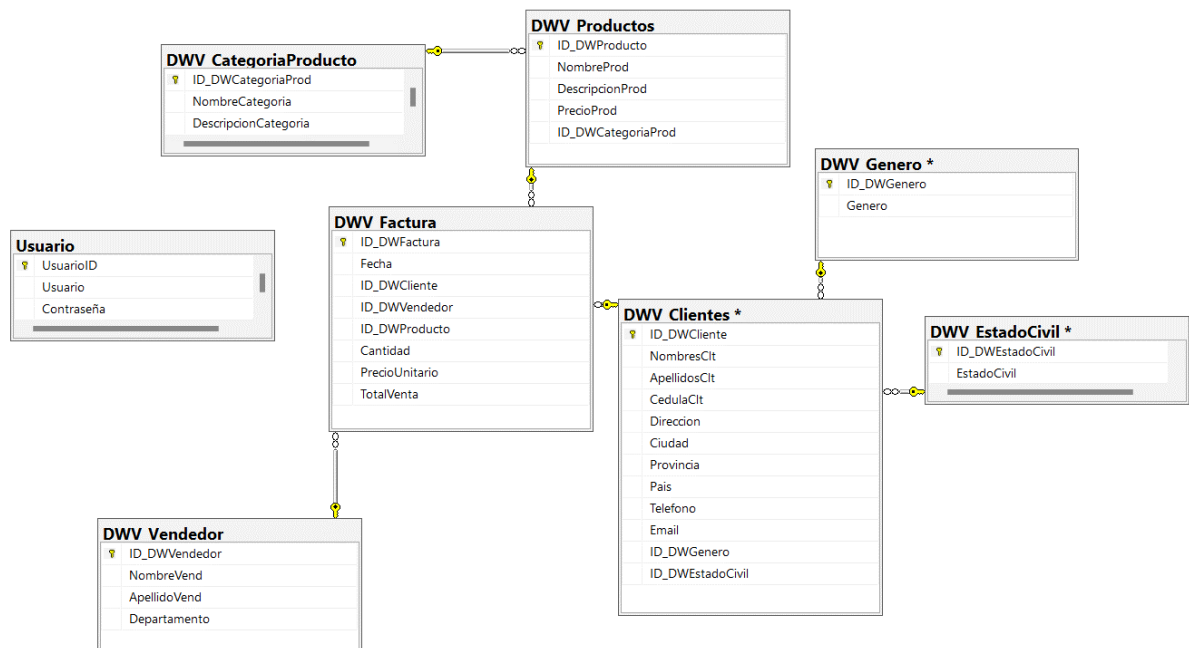 DWV_Productos
ID_DWProducto
NombreProd
DescripcionProd
PrecioProd
ID_DWCategoriaProd
DWV_CategoriaProducto
ID_DWCategoriaProd
NombreCategoria
DescripcionCategoria
DWV_Genero *
ID_DWGenero
Genero
DWV_Factura
ID_DWFactura
Fecha
ID_DWCliente
ID_DWVendedor
ID_DWProducto
Cantidad
PrecioUnitario
TotalVenta
Usuario
UsuarioID
Usuario
Contraseña
DWV_Clientes *
ID_DWCliente
NombresClt
ApellidosClt
CedulaClt
Direccion
Ciudad
Provincia
Pais
Telefono
Email
ID_DWGenero
ID_DWEstadoCivil
DWV_EstadoCivil *
ID_DWEstadoCivil
EstadoCivil
DWV_Vendedor
ID_DWVendedor
NombreVend
ApellidoVend
Departamento